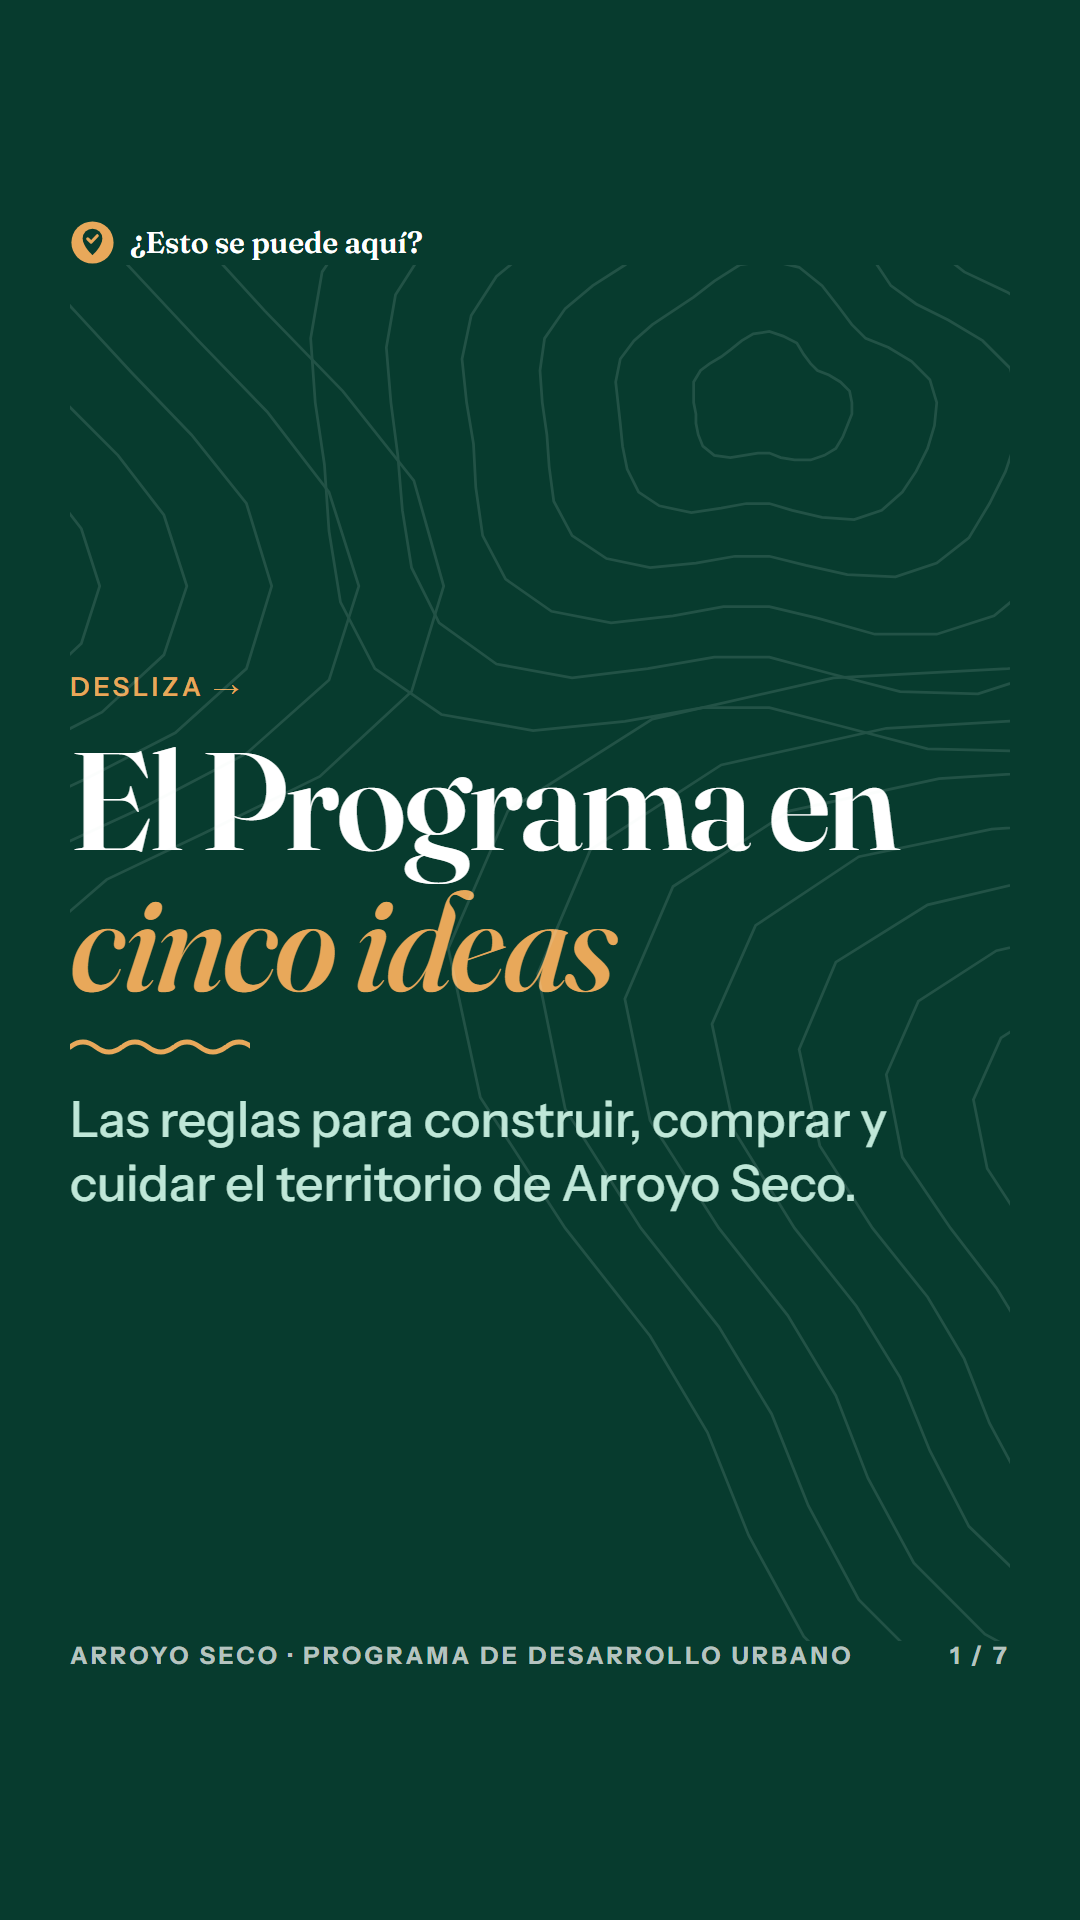 ¿Esto se puede aquí?
DESLIZA →
El Programa en
cinco ideas
Las reglas para construir, comprar y
cuidar el territorio de Arroyo Seco.
ARROYO SECO · PROGRAMA DE DESARROLLO URBANO 1 / 7